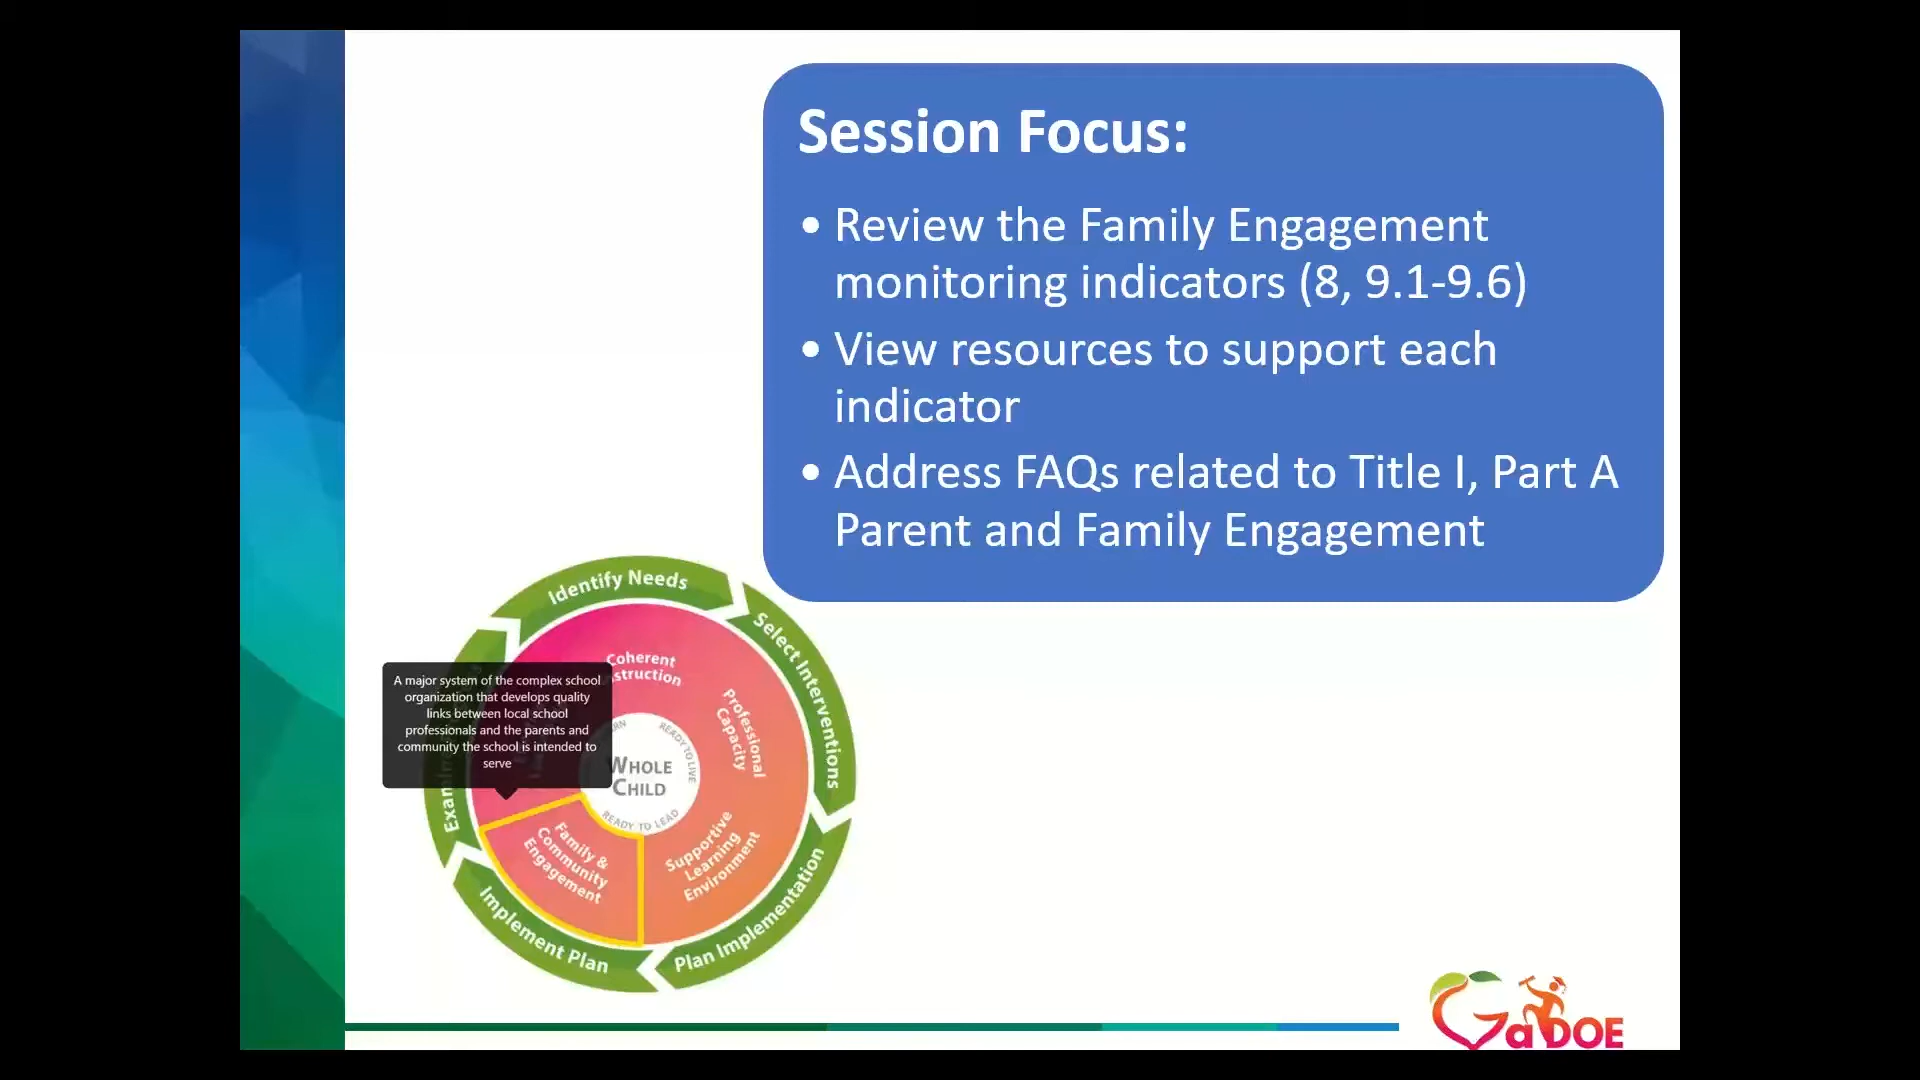 Session Focus:
• Review the Family Engagement
monitoring indicators (8, 9.1-9.6)
• View resources to support each
indicator
• Address FAQs related to Title I, Part A
Parent and Family Engagement
Identify Needs
Select Interventions
Plan Implementation
Implement Plan
Coherent
Professional
Capacity
Supportive
Learning
Environment
Family &
Community
Engagement
WHOLE
CHILD
READY TO LIVE
READY TO LEAD
A major system of the complex school
organization that develops quality
links between local school
professionals and the parents and
community the school is intended to
serve
GaDOE